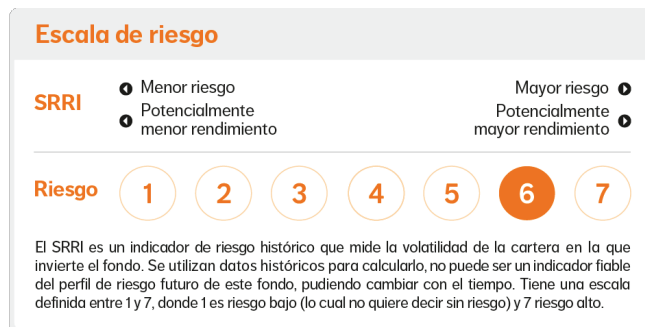 Escala de riesgo
SRRI
Menor riesgo
Potencialmente
menor rendimiento
Mayor riesgo
Potencialmente
mayor rendimiento
Riesgo 1 2 3 4 5 6 7
El SRRI es un indicador de riesgo histórico que mide la volatilidad de la cartera en la que
invierte el fondo. Se utilizan datos históricos para calcularlo, no puede ser un indicador fiable
del perfil de riesgo futuro de este fondo, pudiendo cambiar con el tiempo. Tiene una escala
definida entre 1 y 7, donde 1 es riesgo bajo (lo cual no quiere decir sin riesgo) y 7 riesgo alto.